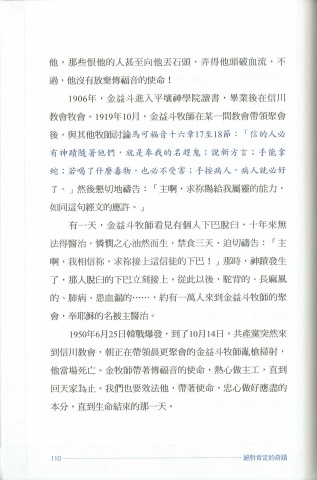 他，那些恨他的人甚至向他丟石頭，弄得他頭破血流，不
過，他沒有放棄傳福音的使命！
1906年，金益斗進入平壤神學院讀書，畢業後在信川
教會牧會。1919年10月，金益斗牧師在某一間教會帶領聚會
後，與其他牧師討論馬可福音十六章17至18節：「信的人必
有神蹟隨著他們，就是奉我的名趕鬼；說新方言；手能拿
蛇；若喝了什麼毒物，也必不受害；手按病人，病人就必好
了。」然後懇切地禱告：「主啊，求祢賜給我屬靈的能力，
如同這句經文的應許。」
有一天，金益斗牧師看見有個人下巴脫臼，十年來無
法得醫治，憐憫之心油然而生，禁食三天，迫切禱告：「主
啊，我相信祢，求祢接上這信徒的下巴！」那時，神蹟發生
了，那人脫臼的下巴立刻接上。從此以後，駝背的、長麻風
的、肺病、患血漏的……，約有一萬人來到金益斗牧師的聚
會，奉耶穌的名被主醫治。
1950年6月25日韓戰爆發，到了10月14日，共產黨突然來
到信川教會，朝正在帶領晨更聚會的金益斗牧師亂槍掃射，
他當場死亡。金牧師帶著傳福音的使命，熱心做主工，直到
回天家為止。我們也要效法他，帶著使命，忠心做好應盡的
本分，直到生命結束的那一天。
110
絕對肯定的奇蹟